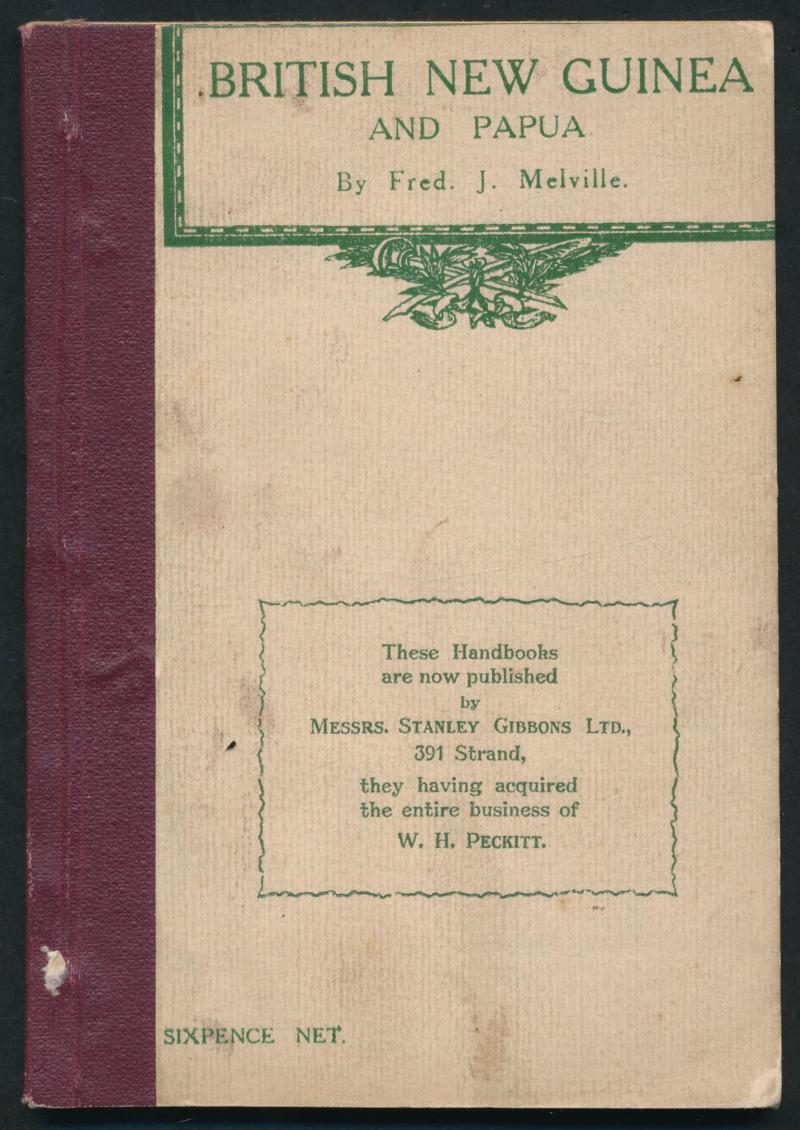 BRITISH NEW GUINEA
AND PAPUA
By Fred. J. Melville.
These Handbooks
are now published
by
MESSRS. STANLEY GIBBONS LTD.,
391 Strand,
they having acquired
the entire business of
W. H. PECKITT.
SIXPENCE NET.